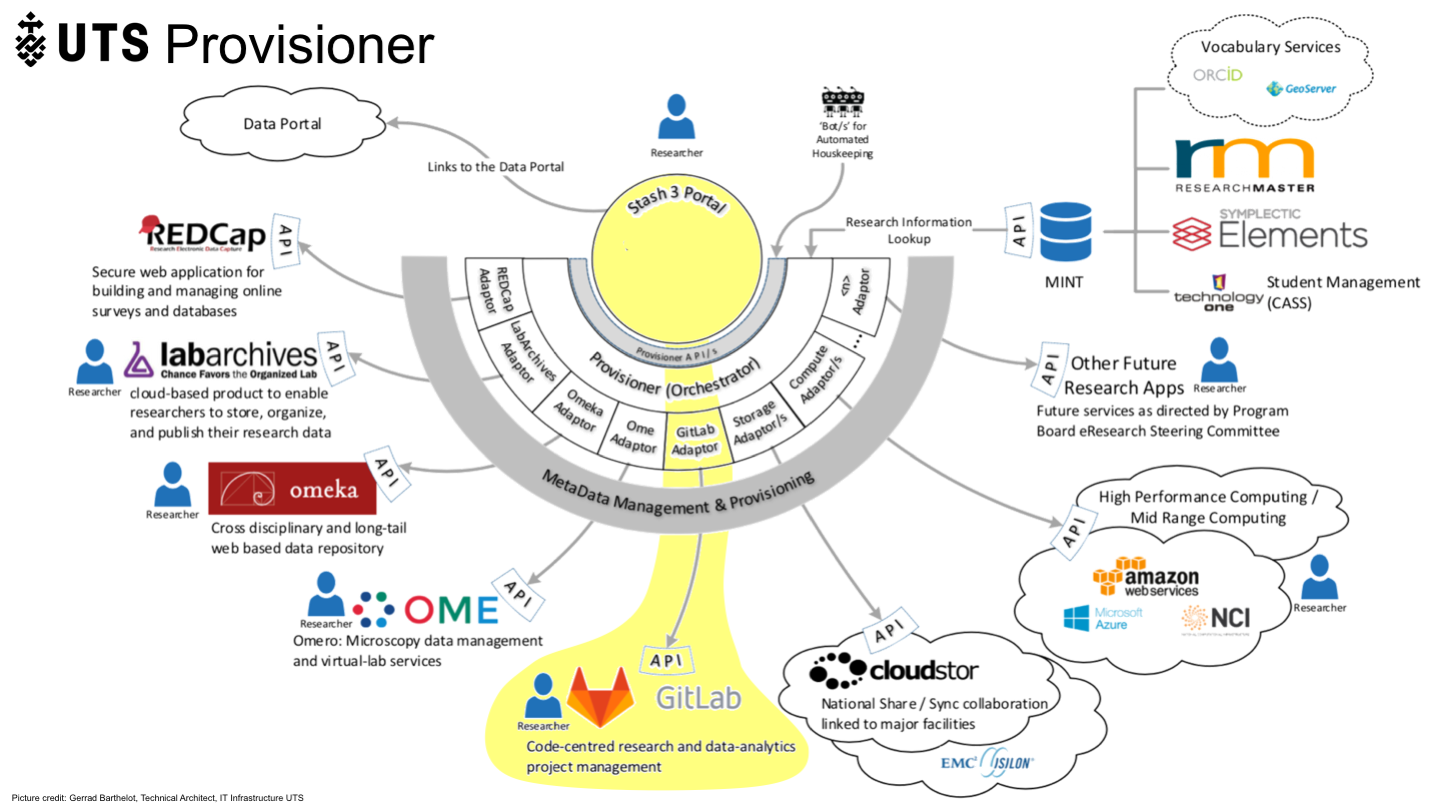 UTS Provisioner
Vocabulary Services
ORCiD
GeoServer
Data Portal
Links to the Data Portal
Researcher
'Bot/s' for
Automated
Houskeeping
Stash 3 Portal
RESEARCHMASTER
rm
Research Information
Lookup
API
MINT
SYMPLECTIC
Elements
technology
one
1
Student Management
(CASS)
REDCap
Research Electronic Data Capture
API
Secure web application for
building and managing online
surveys and databases
REDCap
Adaptor
LabArchives
Adaptor
Omeka
Adaptor
Ome
Adaptor
GitLab
Adaptor
Storage
Adaptor/s
Compute
Adaptor/s
...
<n>
Adaptor
Provisioner A P I / s
Provisioner (Orchestrator)
MetaData Management & Provisioning
Researcher
labarchives
Chance Favors the Organized Lab
API
cloud-based product to enable
researchers to store, organize,
and publish their research data
API
Other Future
Research Apps
Researcher
Future services as directed by Program
Board eResearch Steering Committee
Researcher
omeka
API
Cross disciplinary and long-tail
web based data repository
High Performance Computing /
Mid Range Computing
API
amazon
webservices
Microsoft
Azure
NCI
Researcher
Researcher
OME
API
Omero: Microscopy data management
and virtual-lab services
API
Researcher
GitLab
Code-centred research and data-analytics
project management
API
cloudstor
National Share / Sync collaboration
linked to major facilities
EMC² ISILON
Picture credit: Gerrad Barthelot, Technical Architect, IT Infrastructure UTS